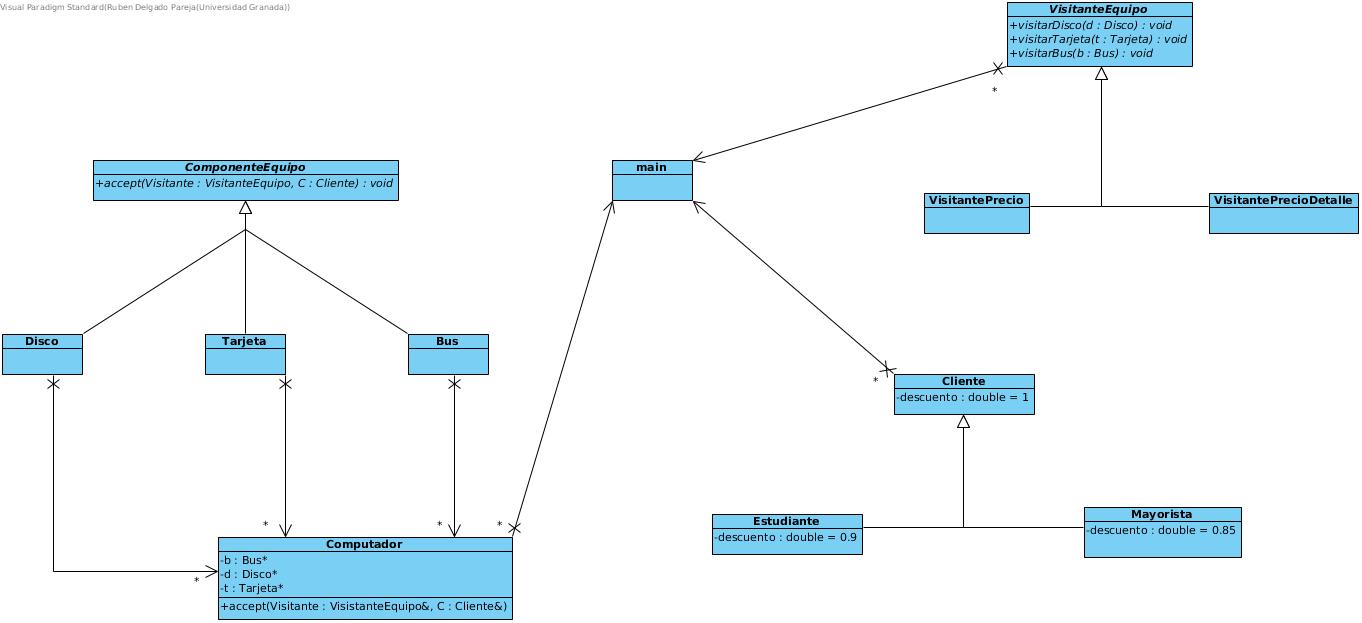 Visual Paradigm Standard(Ruben Delgado Pareja(Universidad Granada))
VisitanteEquipo
+visitarDisco(d : Disco) : void
+visitarTarjeta(t : Tarjeta) : void
+visitarBus(b : Bus) : void
*
ComponenteEquipo
+accept(Visitante : VisitanteEquipo, C : Cliente) : void
main
VisitantePrecio
VisitantePrecioDetalle
Disco
Tarjeta
Bus
*
Cliente
-descuento : double = 1
Estudiante
-descuento : double = 0.9
Mayorista
-descuento : double = 0.85
*
*
*
*
Computador
-b : Bus*
-d : Disco*
-t : Tarjeta*
+accept(Visitante : VisistanteEquipo&, C : Cliente&)